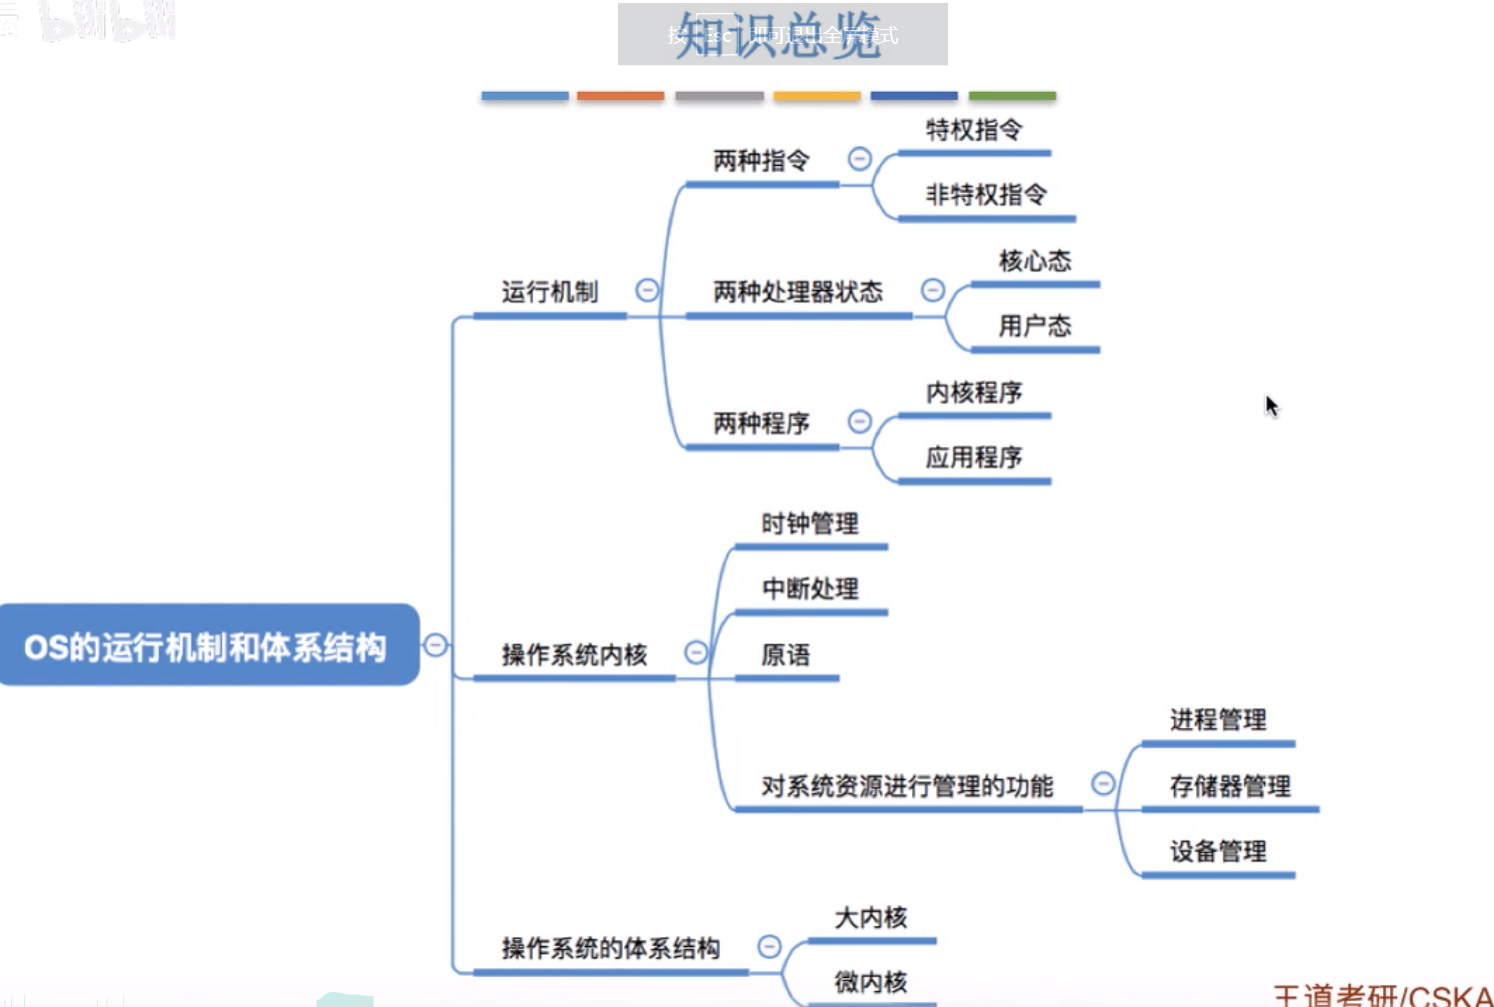 bilibili
知识总览
按 Esc 即可退出全屏模式
特权指令
两种指令
非特权指令
核心态
运行机制
两种处理器状态
用户态
内核程序
两种程序
应用程序
时钟管理
中断处理
OS的运行机制和体系结构
操作系统内核
原语
进程管理
对系统资源进行管理的功能
存储器管理
设备管理
大内核
操作系统的体系结构
微内核
王道考研/CSKA